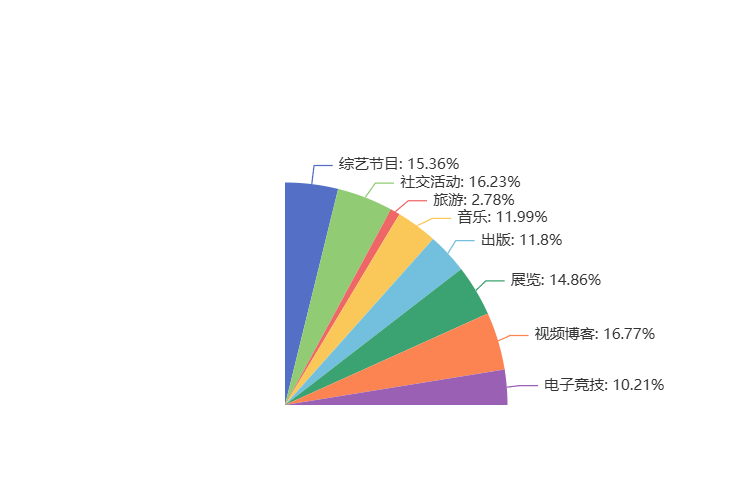 综艺节目: 15.36%
社交活动: 16.23%
旅游: 2.78%
音乐: 11.99%
出版: 11.8%
展览: 14.86%
视频博客: 16.77%
电子竞技: 10.21%